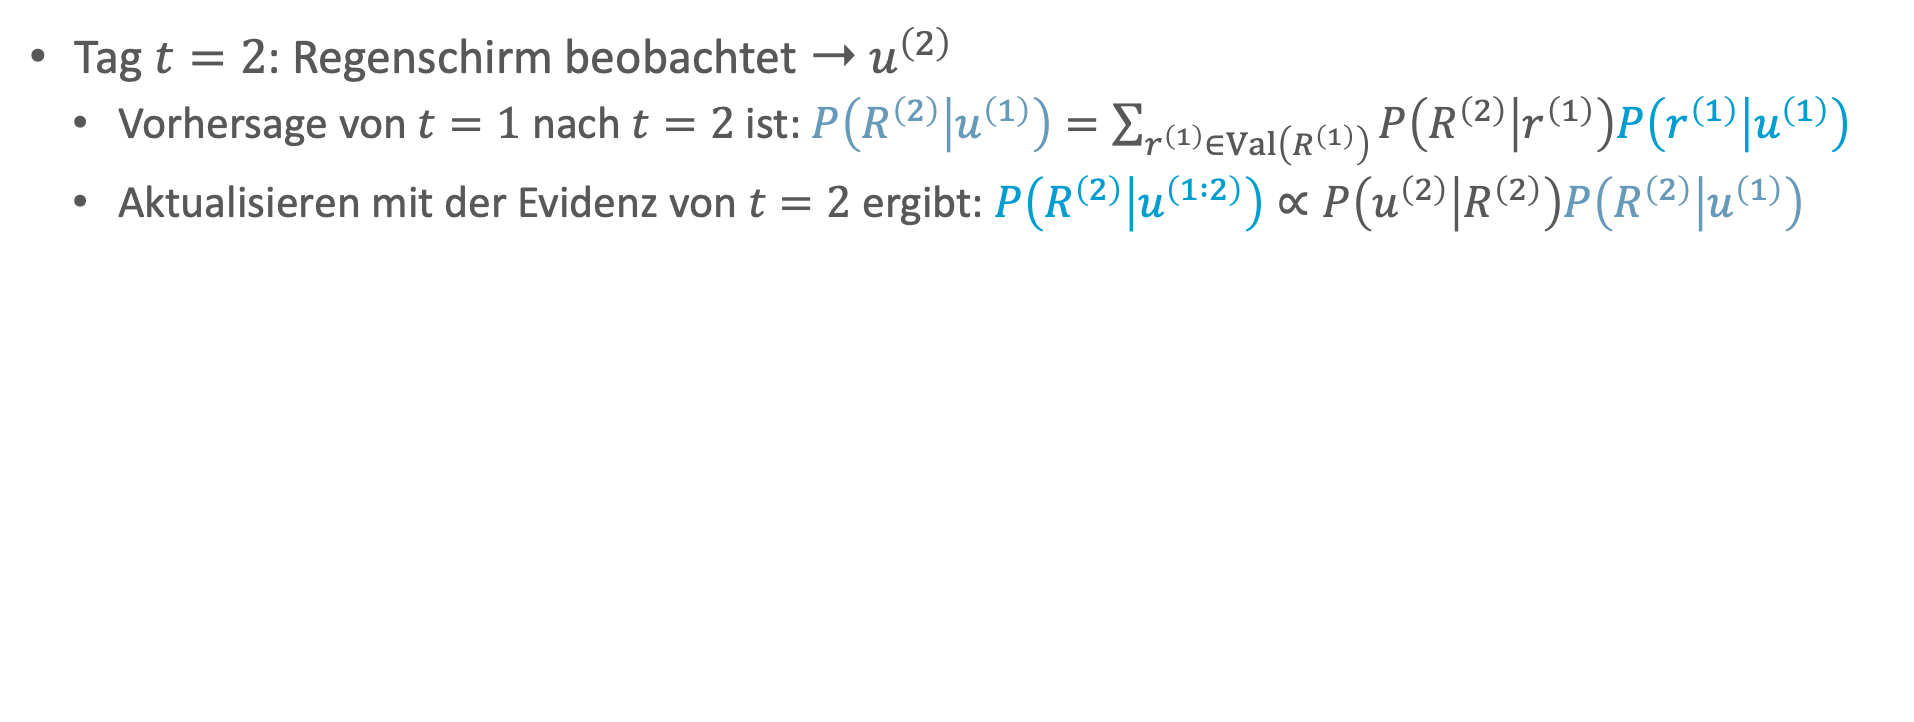 • Tag 𝑡 = 2: Regenschirm beobachtet → 𝑢⁽²⁾
• Vorhersage von 𝑡 = 1 nach 𝑡 = 2 ist: 𝑃(𝑅⁽²⁾|𝑢⁽¹⁾) = ∑_{𝑟⁽¹⁾∈Val(𝑅⁽¹⁾)} 𝑃(𝑅⁽²⁾|𝑟⁽¹⁾)𝑃(𝑟⁽¹⁾|𝑢⁽¹⁾)
• Aktualisieren mit der Evidenz von 𝑡 = 2 ergibt: 𝑃(𝑅⁽²⁾|𝑢^{(1:2)}) ∝ 𝑃(𝑢⁽²⁾|𝑅⁽²⁾)𝑃(𝑅⁽²⁾|𝑢⁽¹⁾)